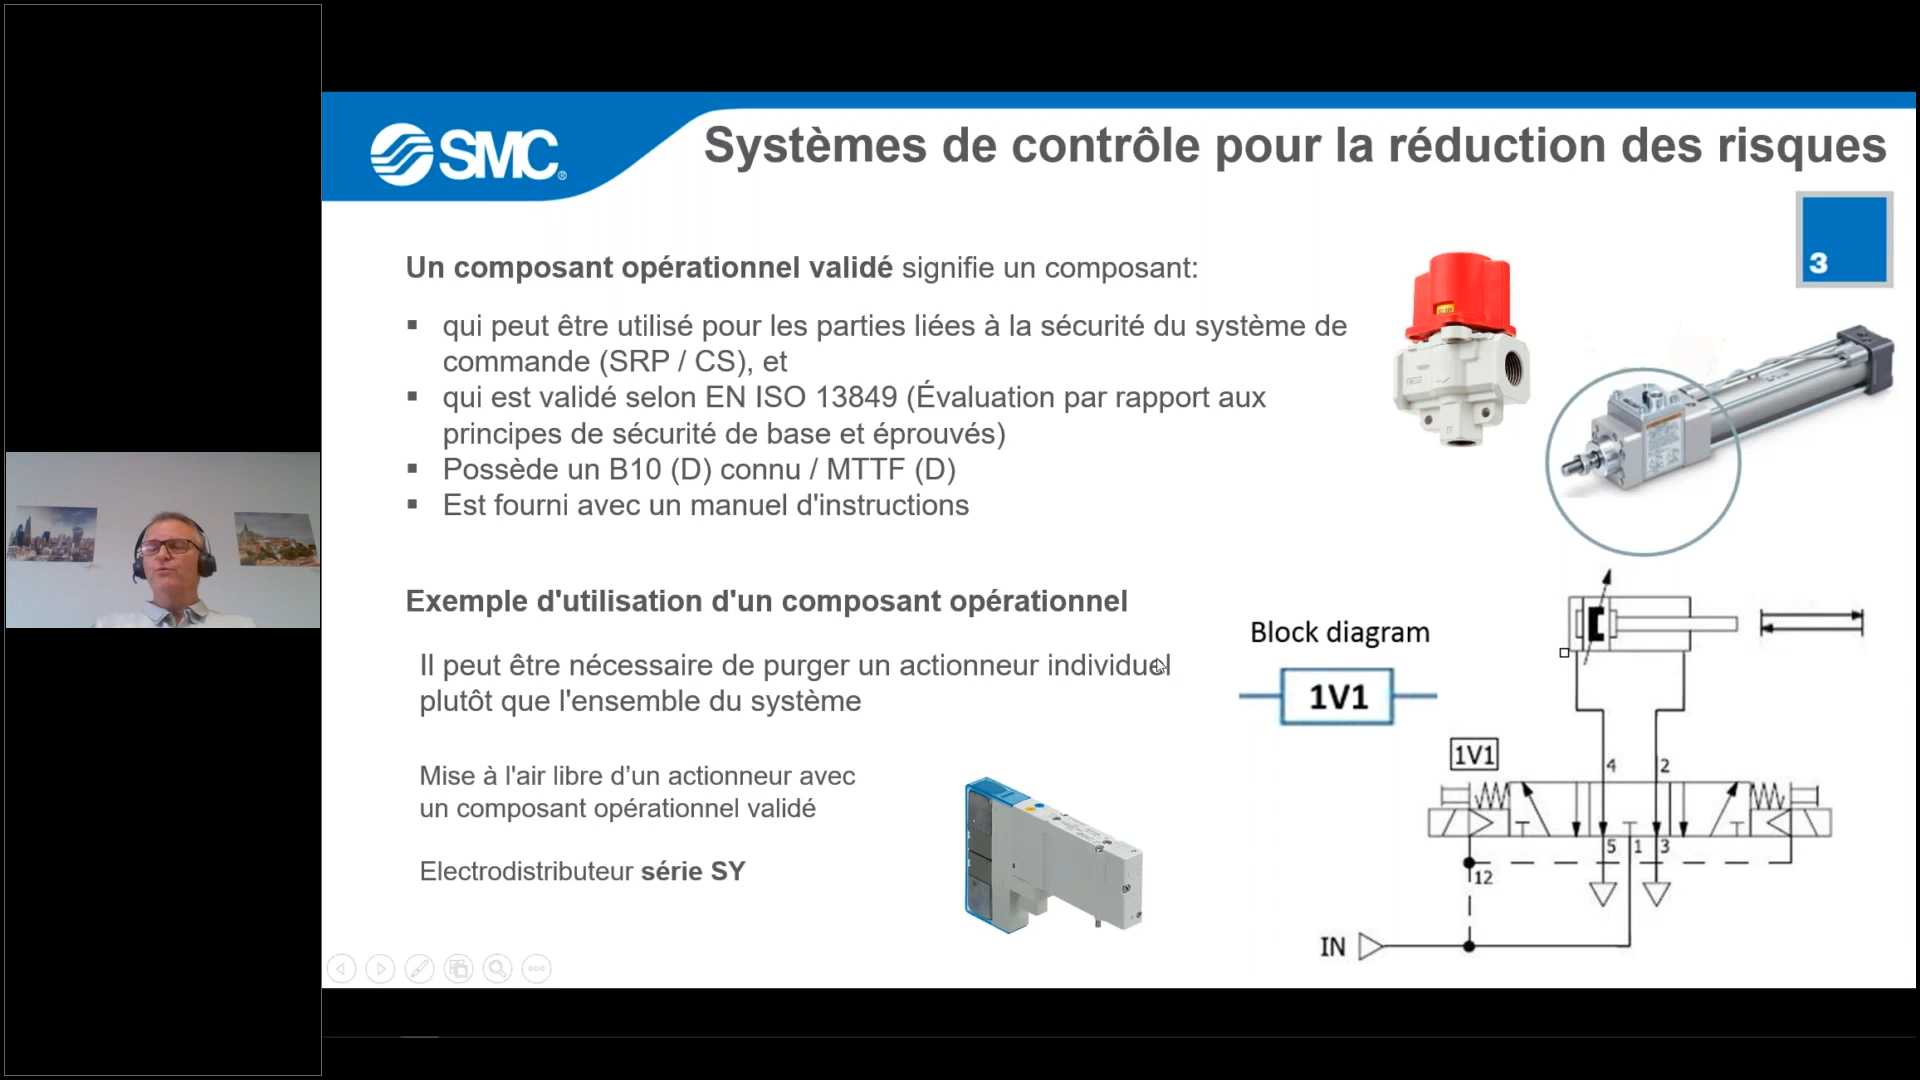 SMC®
Systèmes de contrôle pour la réduction des risques
3
Un composant opérationnel validé signifie un composant:
▪ qui peut être utilisé pour les parties liées à la sécurité du système de
commande (SRP / CS), et
▪ qui est validé selon EN ISO 13849 (Évaluation par rapport aux
principes de sécurité de base et éprouvés)
▪ Possède un B10 (D) connu / MTTF (D)
▪ Est fourni avec un manuel d'instructions
Exemple d'utilisation d'un composant opérationnel
Il peut être nécessaire de purger un actionneur individuel
plutôt que l'ensemble du système
Mise à l'air libre d’un actionneur avec
un composant opérationnel validé
Electrodistributeur série SY
Block diagram
1V1
1V1
4 2
5 1 3
12
IN